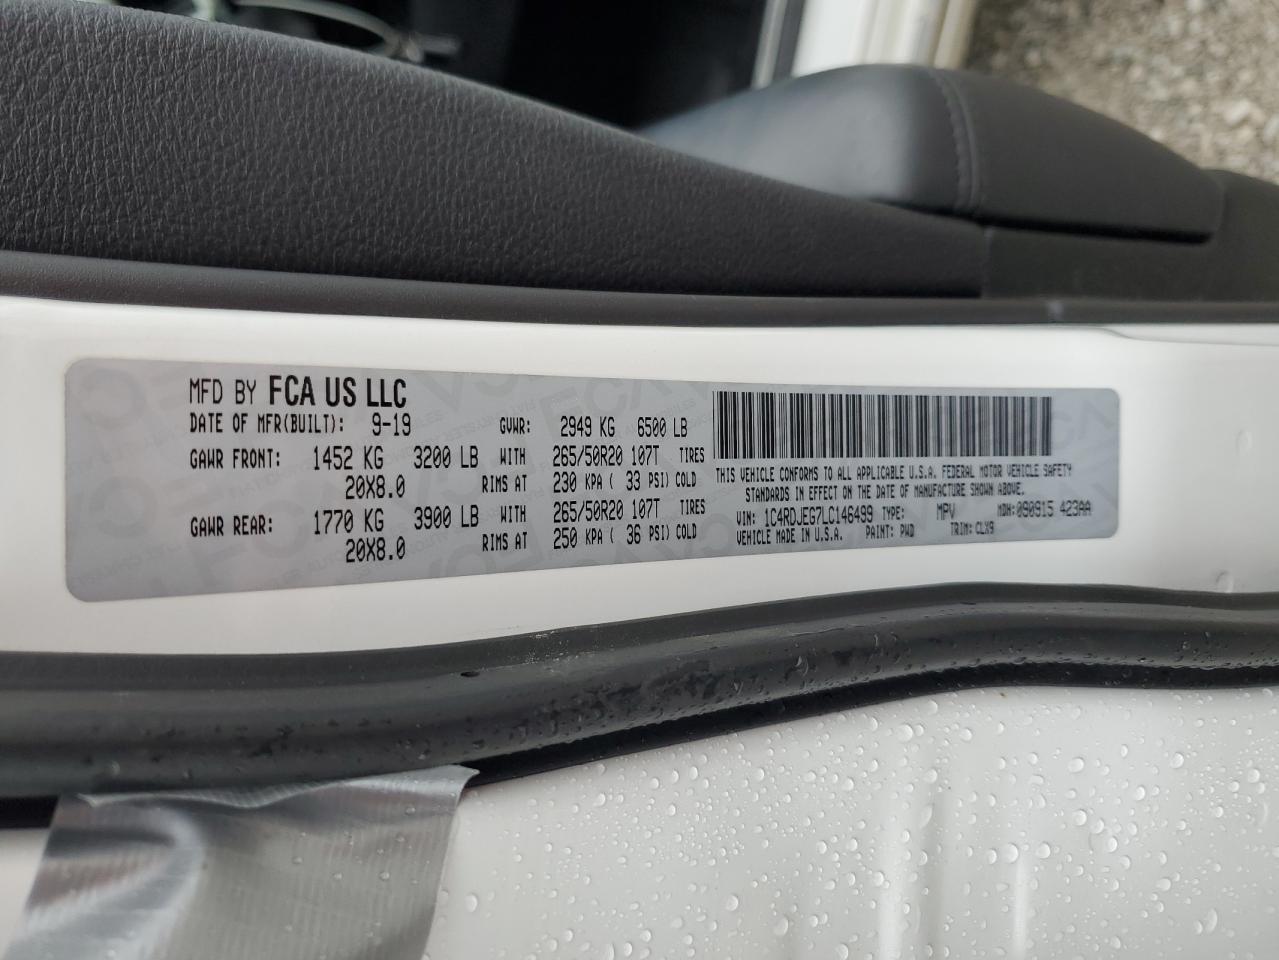 MFD BY FCA US LLC
DATE OF MFR(BUILT): 9-19 GVWR: 2949 KG 6500 LB
GAWR FRONT: 1452 KG 3200 LB WITH 265/50R20 107T TIRES
20X8.0 RIMS AT 230 KPA ( 33 PSI) COLD
GAWR REAR: 1770 KG 3900 LB WITH 265/50R20 107T TIRES
20X8.0 RIMS AT 250 KPA ( 36 PSI) COLD
THIS VEHICLE CONFORMS TO ALL APPLICABLE U.S.A. FEDERAL MOTOR VEHICLE SAFETY
STANDARDS IN EFFECT ON THE DATE OF MANUFACTURE SHOWN ABOVE.
VIN: 1C4RDJEG7LC146499 TYPE: MPV MDH:090915 423AA
VEHICLE MADE IN U.S.A. PAINT: PWD TRIM: CLX9